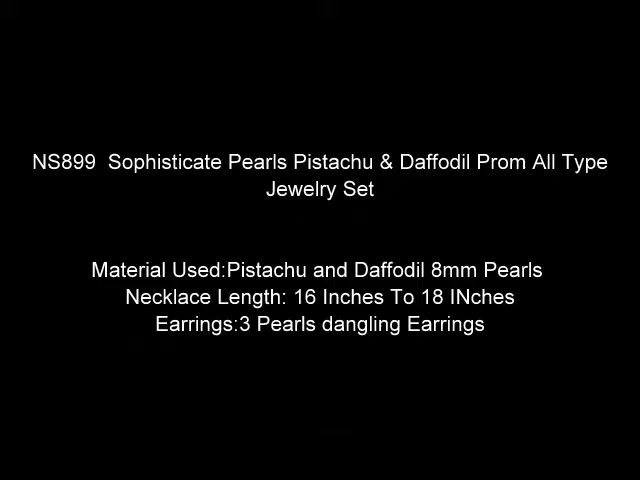 NS899  Sophisticate Pearls Pistachu & Daffodil Prom All Type
Jewelry Set
Material Used:Pistachu and Daffodil 8mm Pearls
Necklace Length: 16 Inches To 18 INches
Earrings:3 Pearls dangling Earrings